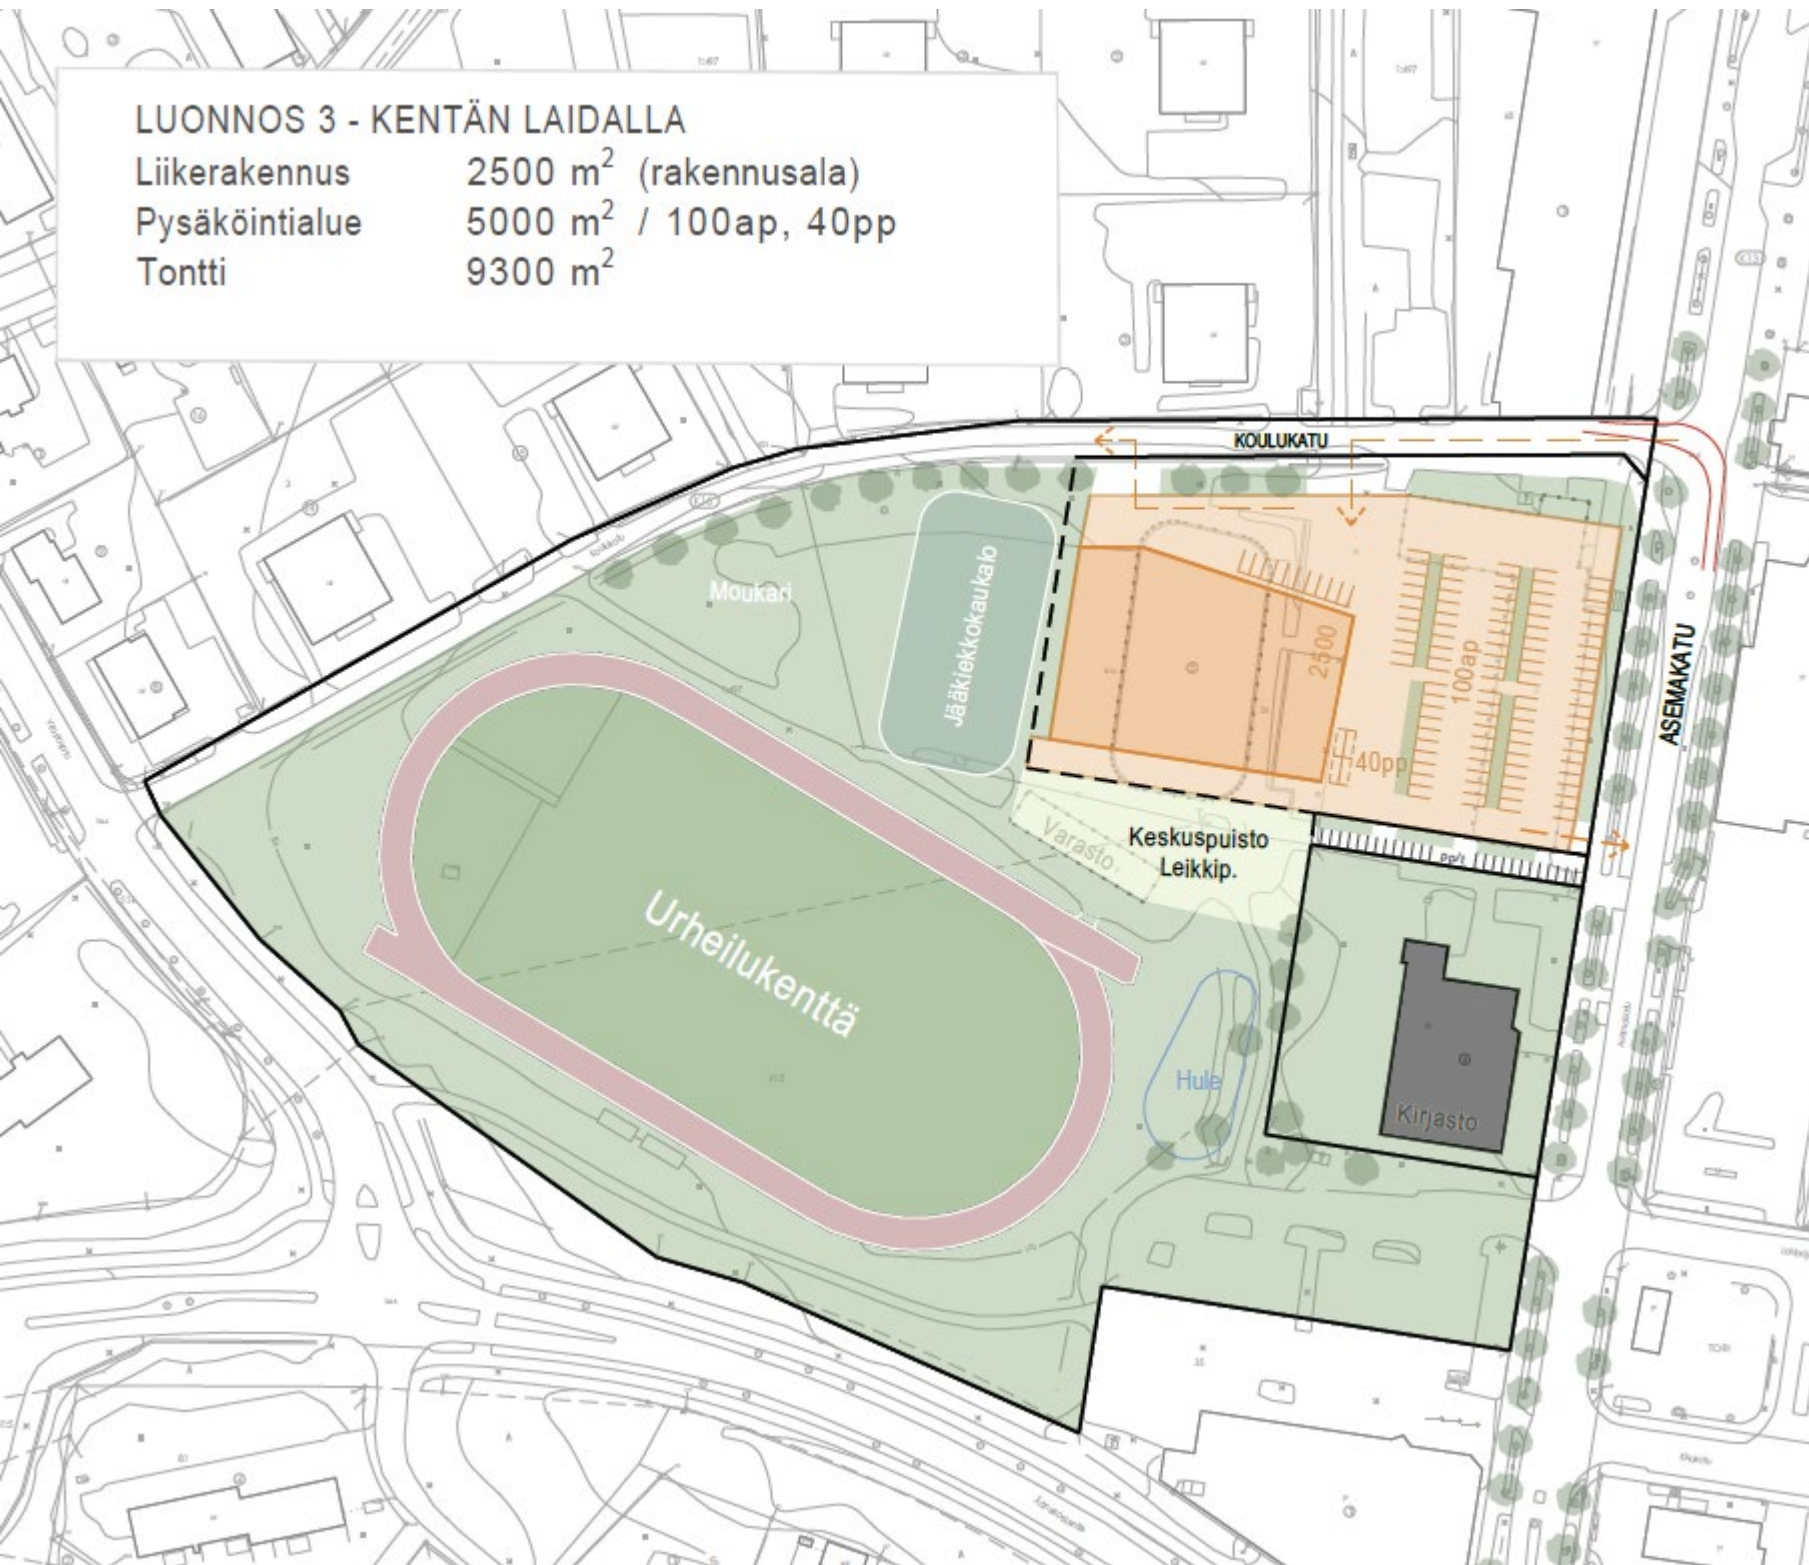 LUONNOS 3 - KENTÄN LAIDALLA
Liikerakennus 2500 m² (rakennusala)
Pysäköintialue 5000 m² / 100ap, 40pp
Tontti 9300 m²
KOULUKATU
Moukari
Jääkiekkokaukalo
2500
100ap
ASEMAKATU
40pp
Varasto
Keskuspuisto
Leikkip.
pp/t
Urheilukenttä
Hule
Kirjasto
TORI